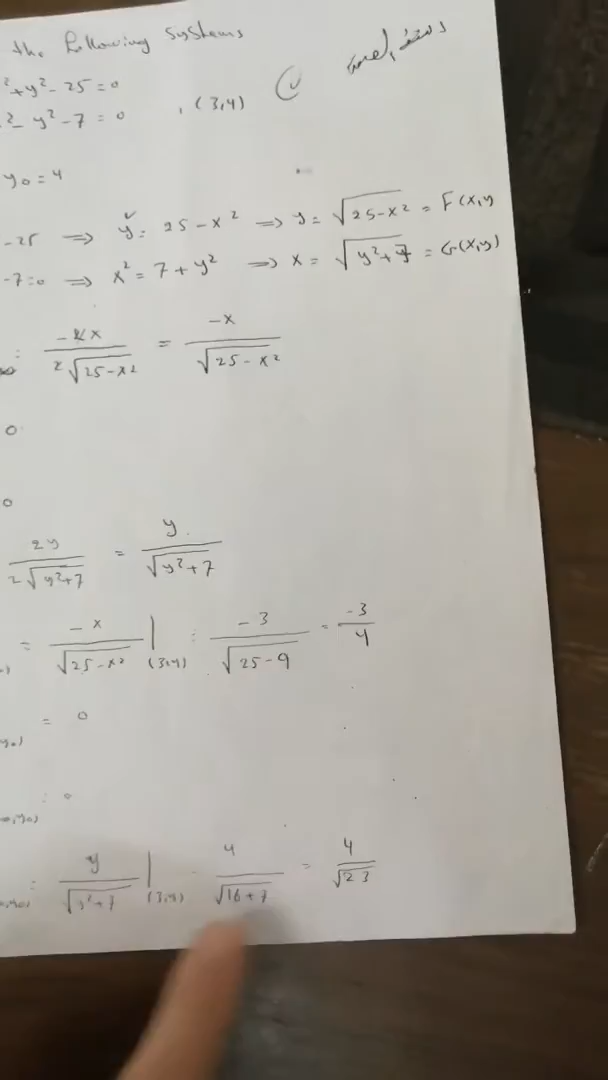 the following systems
²+y²-25=0
²-y²-7=0 , (3,4)
y0=4
-25 ⟹ y²= 25-x² ⟹ y= √25-x² = F(x,y
-7=0 ⟹ x²=7+y² ⟹ x= √y²+7 = G(x,y)
: -2x / 2√25-x² = -x / √25-x²
0
0
2y / 2√y²+7 = y / √y²+7
= -x / √25-x² |(3,4) : -3 / √25-9 = -3/4
= 0
: 0
: y / √y²+7 |(3,4) - 4 / √16+7 = 4 / √23